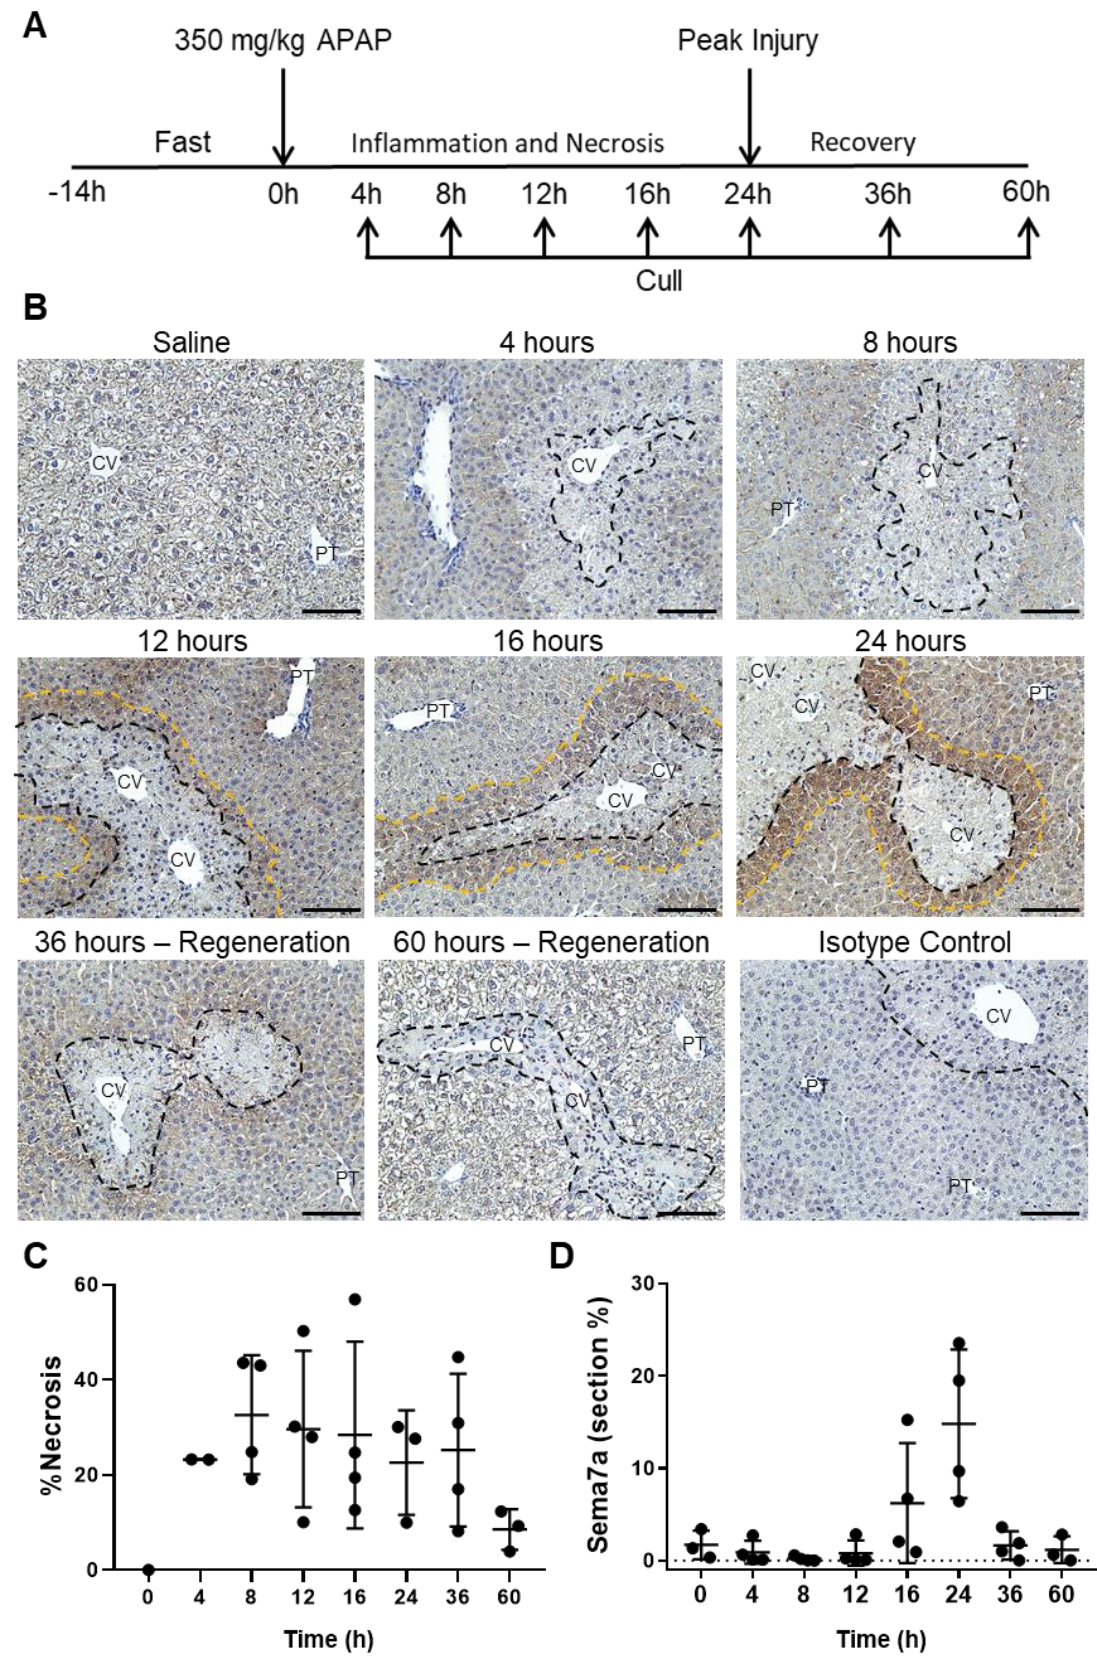 A
350 mg/kg APAP
Peak Injury
Fast
Inflammation and Necrosis
Recovery
-14h
0h
4h
8h
12h
16h
24h
36h
60h
Cull
B
Saline
4 hours
8 hours
CV
PT
CV
PT
CV
12 hours
16 hours
24 hours
PT
CV
CV
PT
CV
CV
CV
CV
PT
CV
36 hours – Regeneration
60 hours – Regeneration
Isotype Control
CV
PT
CV
CV
PT
CV
PT
PT
C
%Necrosis
60
40
20
0
0
4
8
12
16
24
36
60
Time (h)
D
Sema7a (section %)
30
20
10
0
0
4
8
12
16
24
36
60
Time (h)